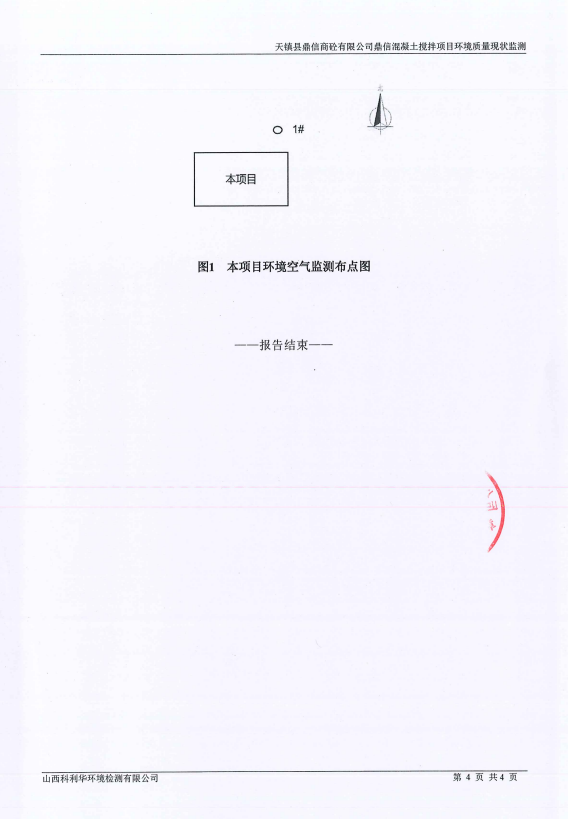 天镇县鼎信商砼有限公司鼎信混凝土搅拌项目环境质量现状监测
北
1#
本项目
图1 本项目环境空气监测布点图
——报告结束——
山西科利华环境检测有限公司
第 4 页 共 4 页